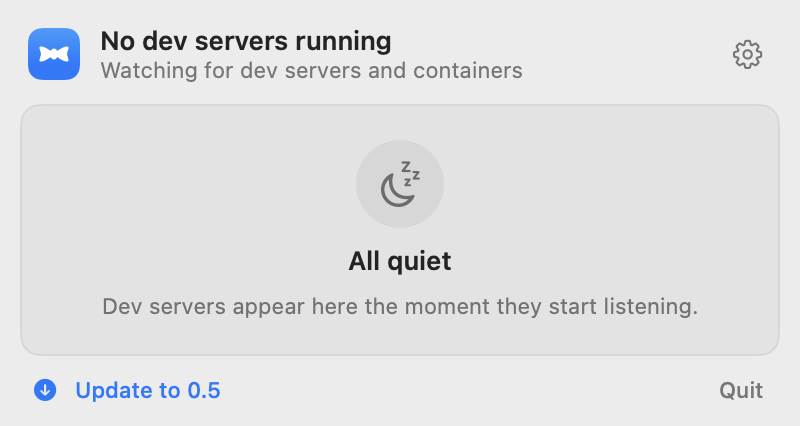 No dev servers running
Watching for dev servers and containers
z z z
All quiet
Dev servers appear here the moment they start listening.
Update to 0.5
Quit